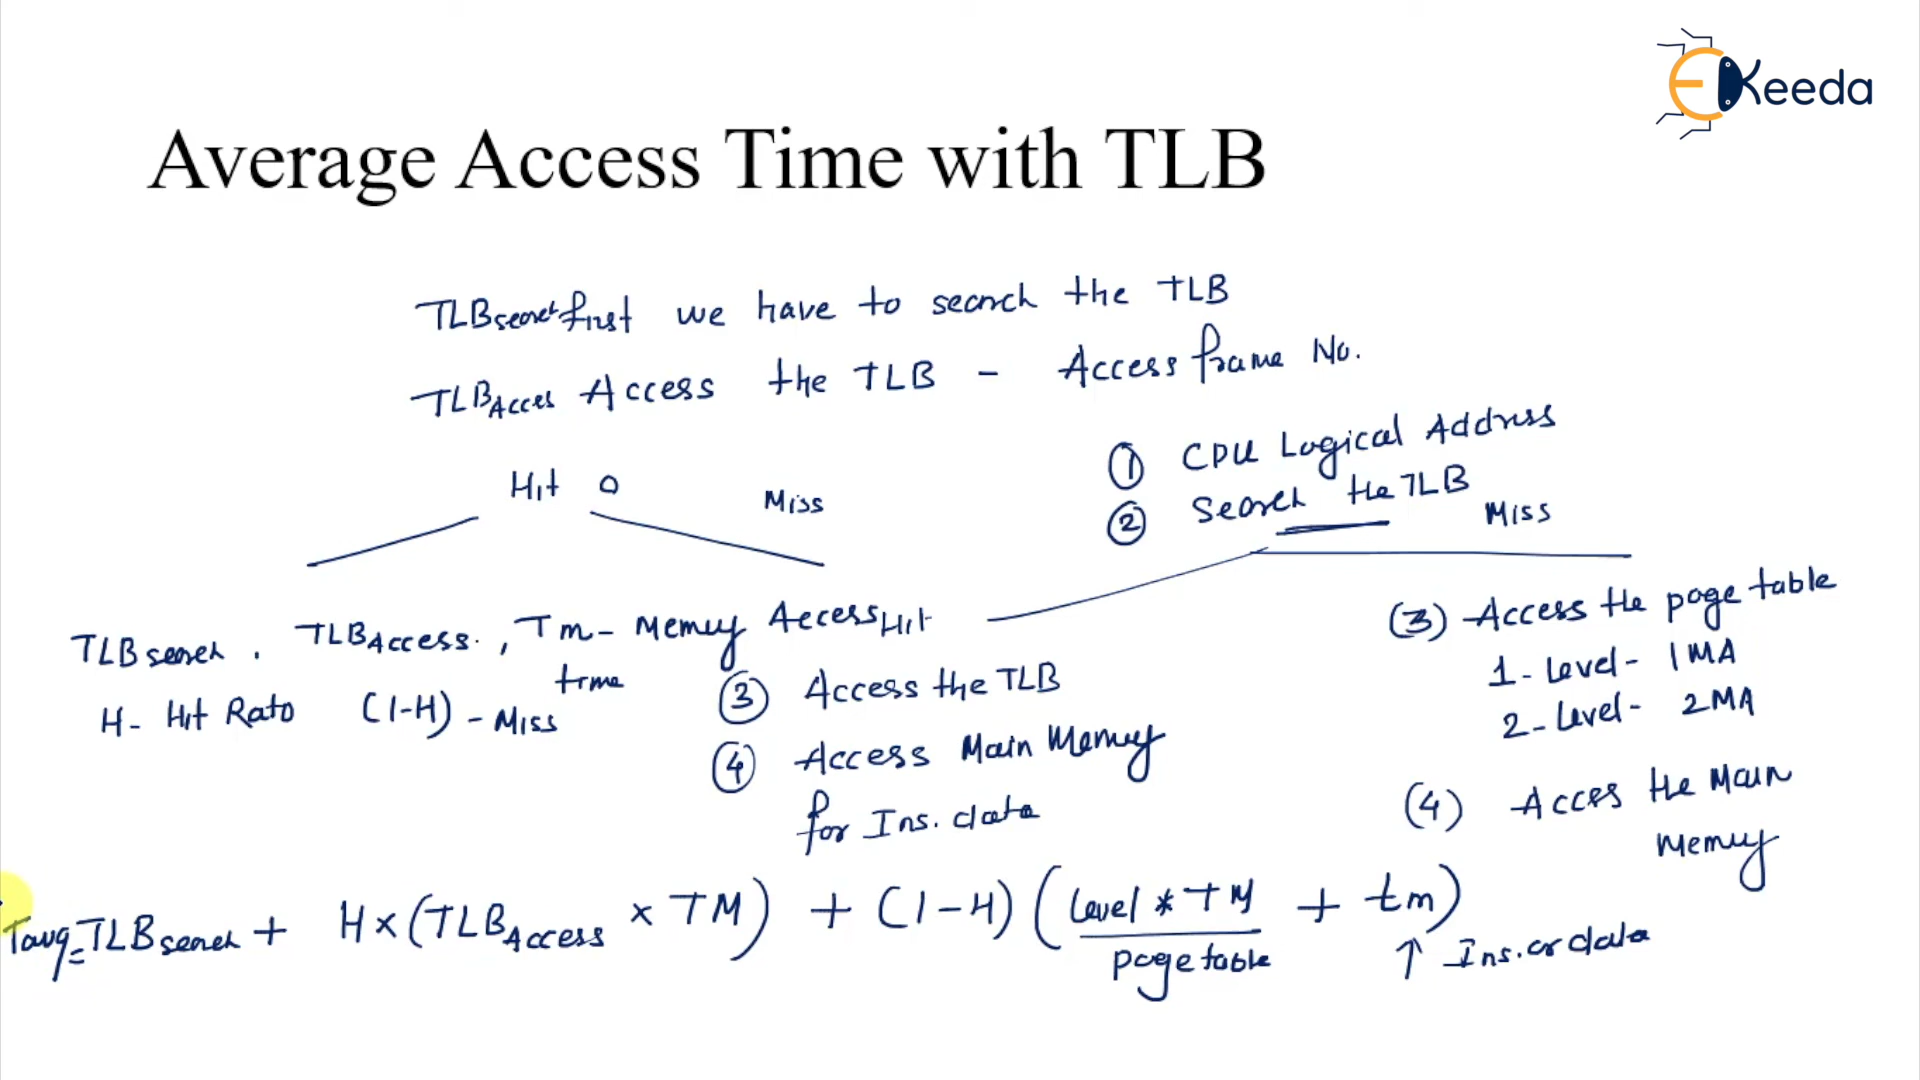 EKeeda
Average Access Time with TLB
TLBsearch first we have to search the TLB
TLBAcces Access the TLB - Access frame No.
① CPU Logical Address
Hit Miss
② Search the TLB
Miss
TLBsearch, TLBAccess, Tm - Memory Access time
H - Hit Rato (1-H) - Miss
Hit
③ Access the TLB
④ Access Main Memory
for Ins. data
(3) Access the page table
1-Level - 1MA
2-Level - 2MA
(4) Acces the Main
Memory
Tavg = TLBsearch + H×(TLBAccess × TM) + (1-H) (Level * TM + tm)
page table ↑ Ins. or data